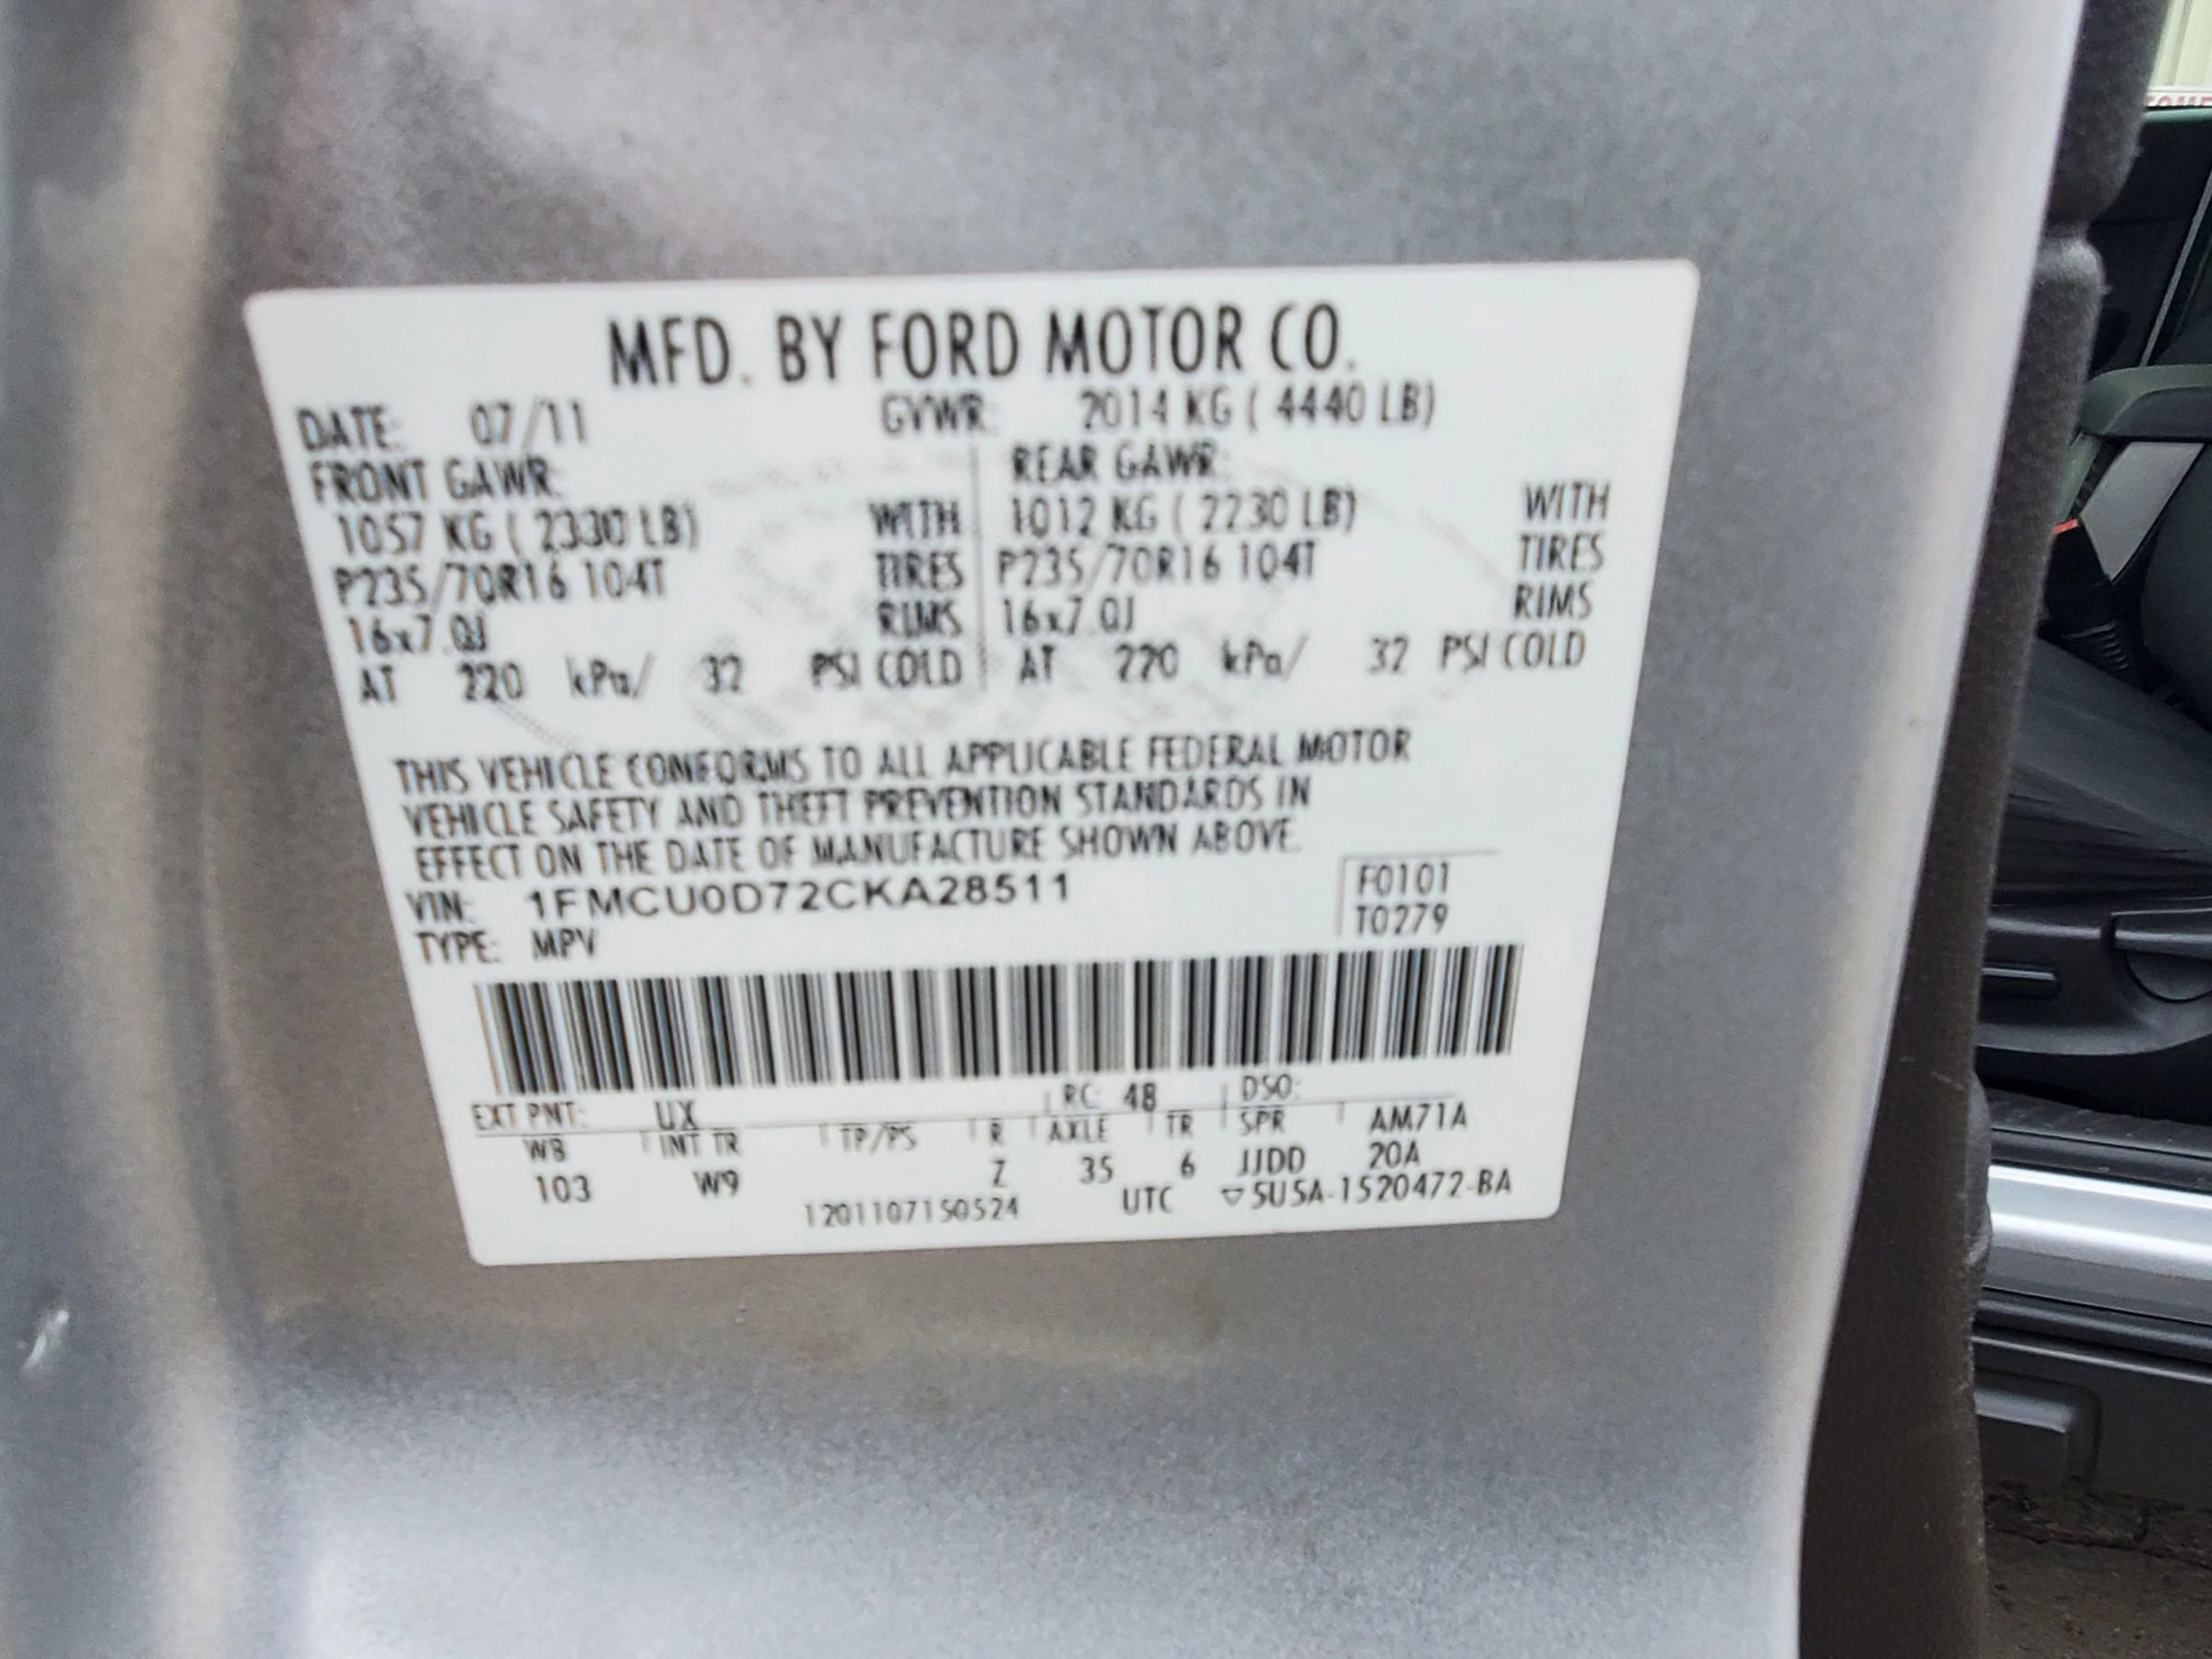 MFD. BY FORD MOTOR CO.
DATE: 07/11 GVWR: 2014 KG ( 4440 LB)
FRONT GAWR: REAR GAWR:
1057 KG ( 2330 LB) WITH 1012 KG ( 2230 LB) WITH
P235/70R16 104T TIRES P235/70R16 104T TIRES
16x7.0J RIMS 16x7.0J RIMS
AT 220 kPa/ 32 PSI COLD AT 220 kPa/ 32 PSI COLD
THIS VEHICLE CONFORMS TO ALL APPLICABLE FEDERAL MOTOR
VEHICLE SAFETY AND THEFT PREVENTION STANDARDS IN
EFFECT ON THE DATE OF MANUFACTURE SHOWN ABOVE.
VIN: 1FMCU0D72CKA28511 F0101
TYPE: MPV T0279
EXT PNT: UX RC: 48 DSO:
WB INT TR TP/PS R AXLE TR SPR AM71A
103 W9 Z 35 6 JJDD 20A
1201107150524 UTC ▽5U5A-1520472-BA